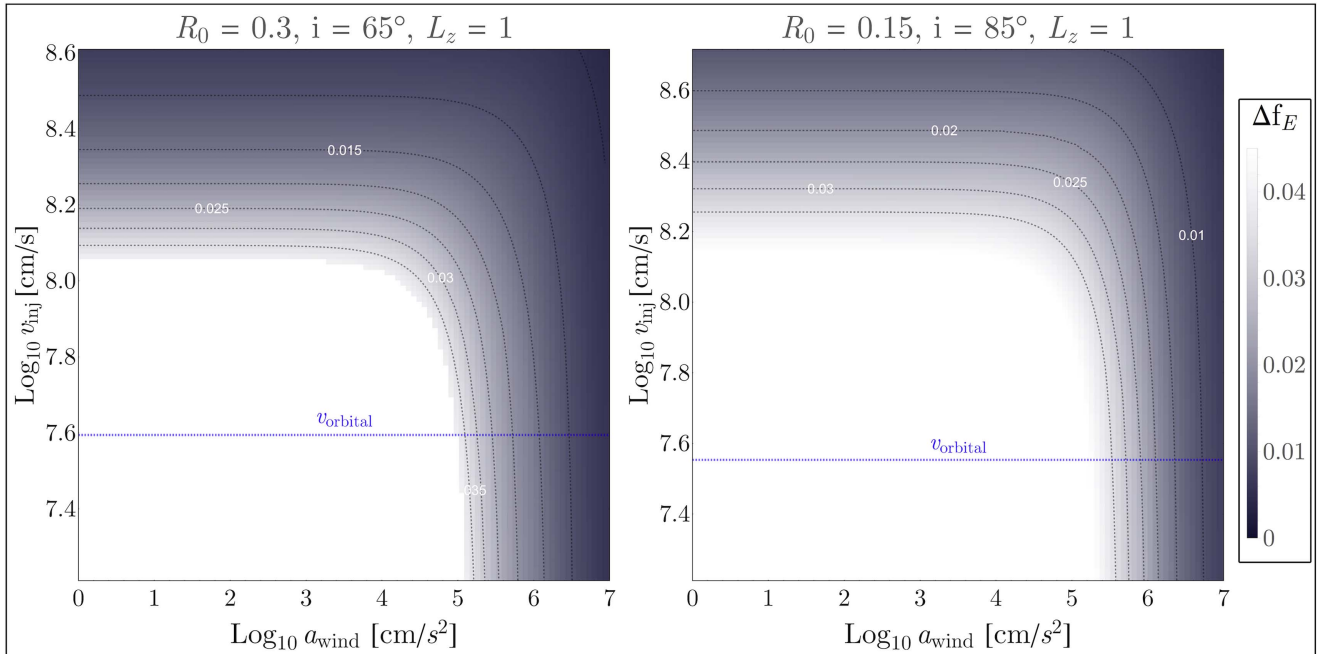 R₀ = 0.3, i = 65°, L_z = 1
8.6
8.4
8.2
8.0
7.8
7.6
7.4
Log₁₀ v_inj [cm/s]
0.015
0.025
0.03
v_orbital
0 1 2 3 4 5 6 7
Log₁₀ a_wind [cm/s²]
R₀ = 0.15, i = 85°, L_z = 1
8.6
8.4
8.2
8.0
7.8
7.6
7.4
Log₁₀ v_inj [cm/s]
0.02
0.025
0.03
0.01
v_orbital
0 1 2 3 4 5 6 7
Log₁₀ a_wind [cm/s²]
Δf_E
0.04
0.03
0.02
0.01
0